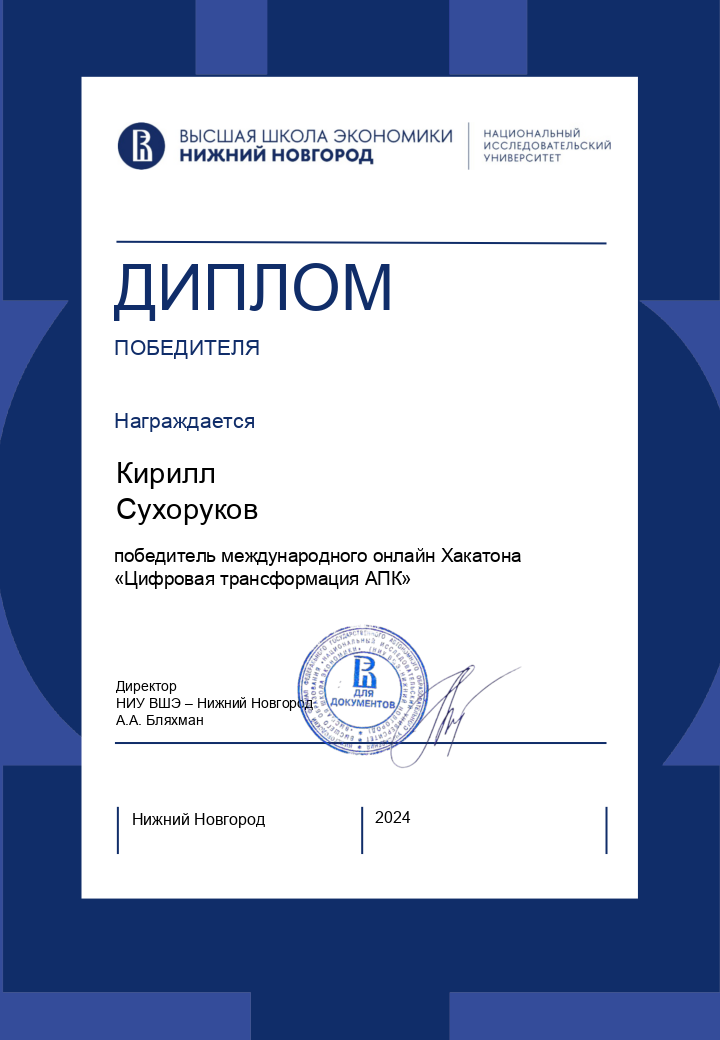 ВЫСШАЯ ШКОЛА ЭКОНОМИКИ
НИЖНИЙ НОВГОРОД
НАЦИОНАЛЬНЫЙ
ИССЛЕДОВАТЕЛЬСКИЙ
УНИВЕРСИТЕТ
ДИПЛОМ
ПОБЕДИТЕЛЯ
Награждается
Кирилл
Сухоруков
победитель международного онлайн Хакатона
«Цифровая трансформация АПК»
Директор
НИУ ВШЭ – Нижний Новгород
А.А. Бляхман
ДЛЯ
ДОКУМЕНТОВ
Нижний Новгород
2024